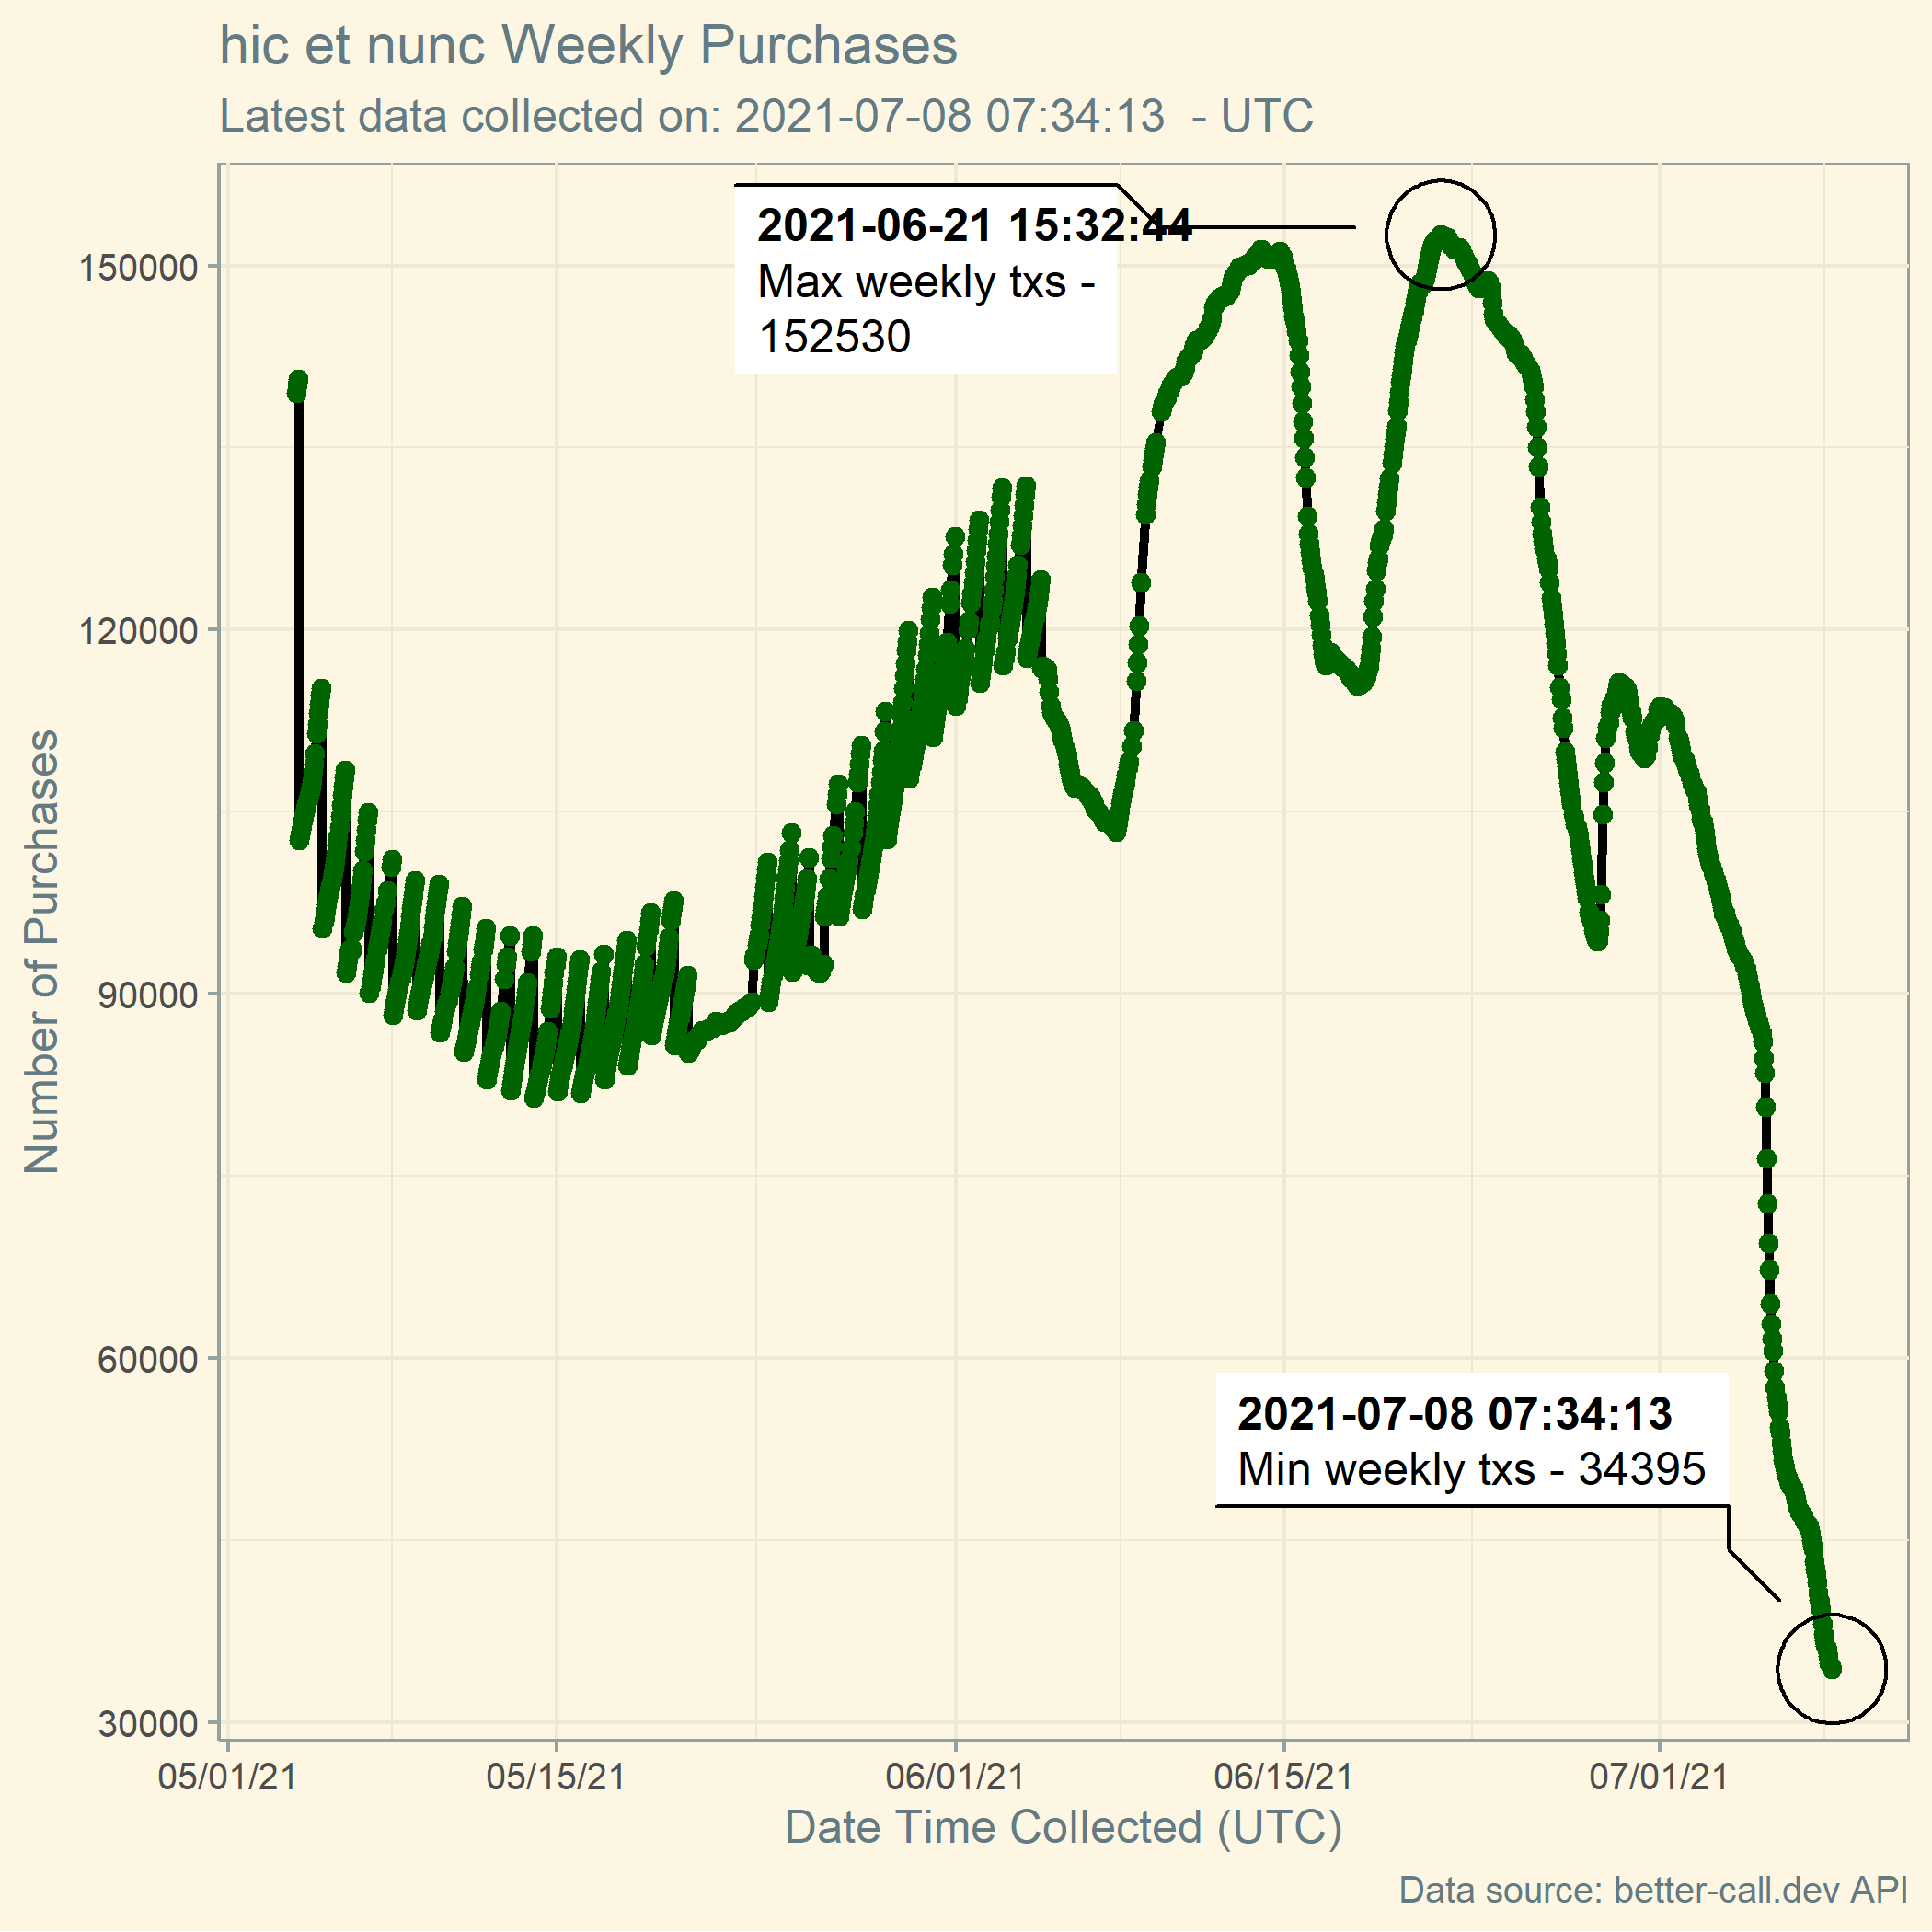 hic et nunc Weekly Purchases
Latest data collected on: 2021-07-08 07:34:13  - UTC
2021-06-21 15:32:44
Max weekly txs -
152530
150000
120000
90000
60000
30000
Number of Purchases
2021-07-08 07:34:13
Min weekly txs - 34395
05/01/21 05/15/21 06/01/21 06/15/21 07/01/21
Date Time Collected (UTC)
Data source: better-call.dev API